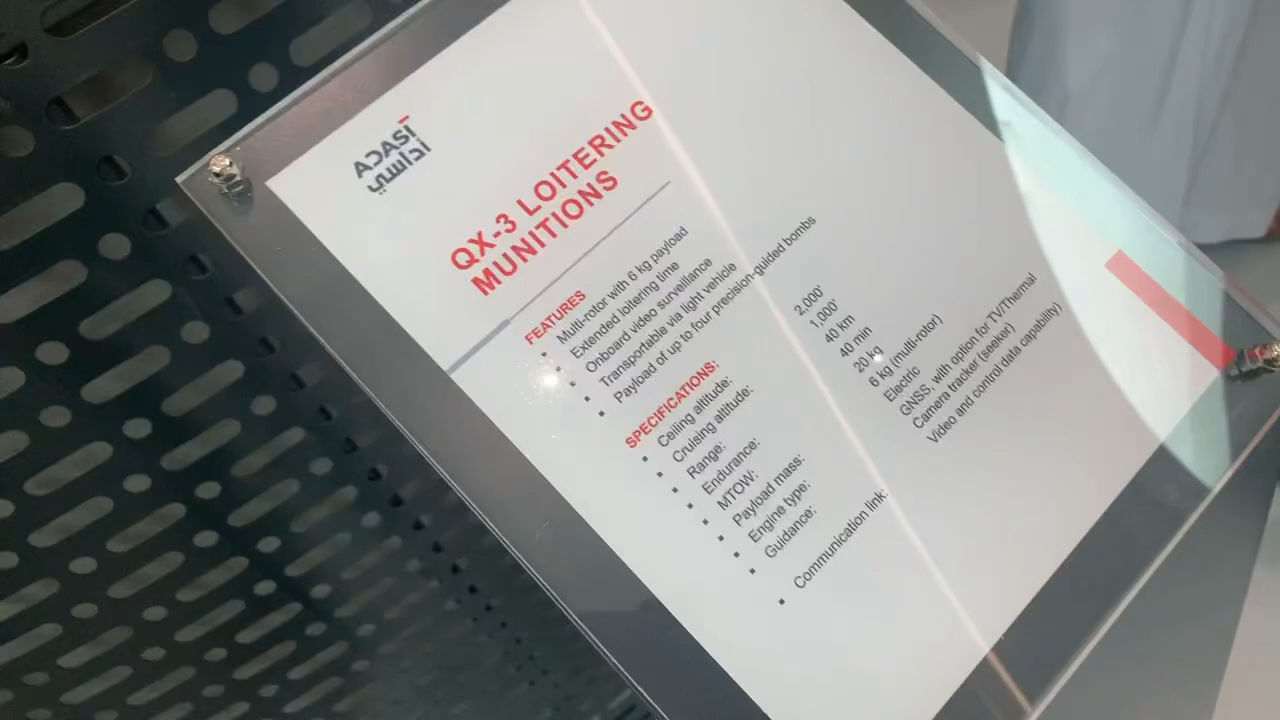 ADASI
أداسي
QX-3 LOITERING
MUNITIONS
FEATURES
▪ Multi-rotor with 6 kg payload
▪ Extended loitering time
▪ Onboard video surveillance
▪ Transportable via light vehicle
▪ Payload of up to four precision-guided bombs
SPECIFICATIONS:
▪ Ceiling altitude: 2,000'
▪ Cruising altitude: 1,000'
▪ Range: 40 km
▪ Endurance: 40 min
▪ MTOW: 20 kg
▪ Payload mass: 6 kg (multi-rotor)
▪ Engine type: Electric
▪ Guidance: GNSS, with option for TV/Thermal
Camera tracker (seeker)
▪ Communication link: Video and control data capability)